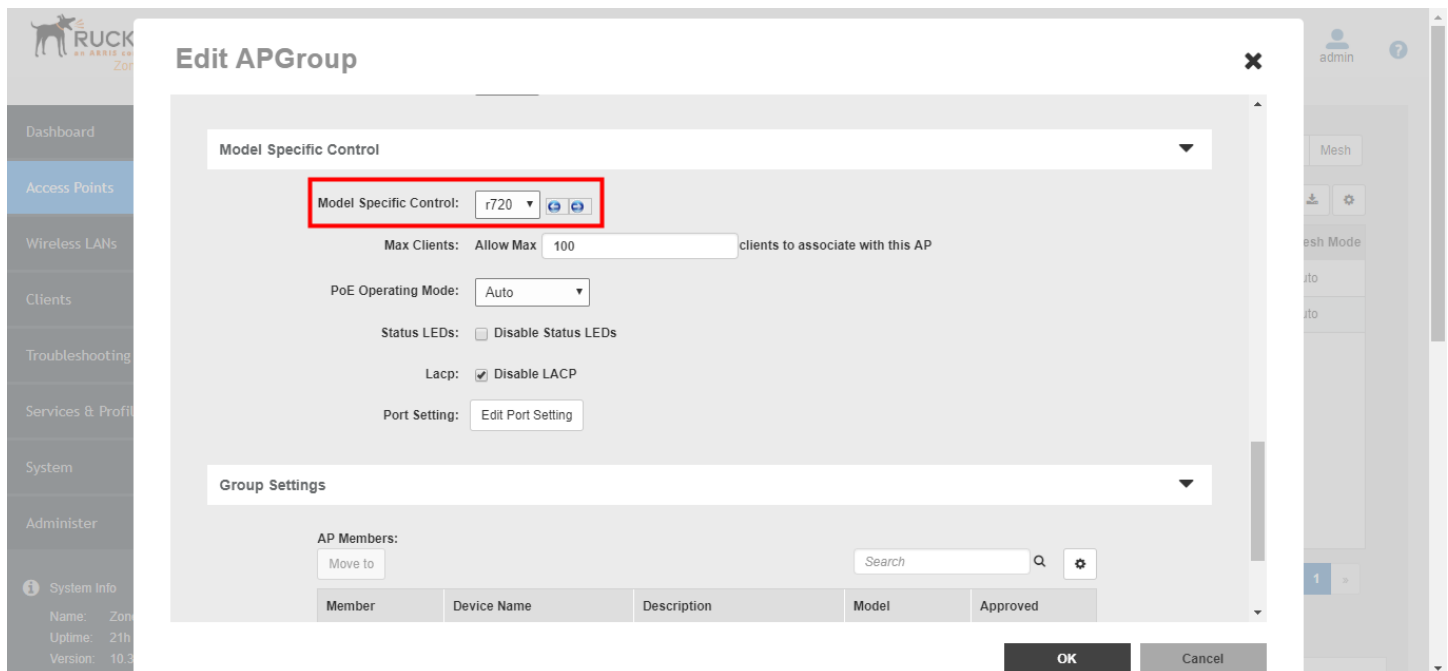 RUCK
an ARRIS
Zon
admin
Edit APGroup
Dashboard
Access Points
Wireless LANs
Clients
Troubleshooting
Services & Profil
System
Administer
System Info
Name: Zon
Uptime: 21h
Version: 10.3
Model Specific Control
Model Specific Control: r720
Max Clients: Allow Max 100 clients to associate with this AP
PoE Operating Mode: Auto
Status LEDs: Disable Status LEDs
Lacp: Disable LACP
Port Setting: Edit Port Setting
Group Settings
AP Members:
Move to Search
Member Device Name Description Model Approved
OK Cancel
Mesh
esh Mode
uto
uto
1 »